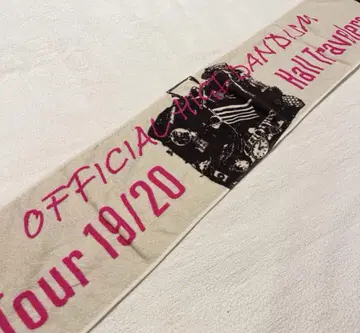 OFFICIAL HIGE DANDISM
Tour 19/20
Hall Travelers